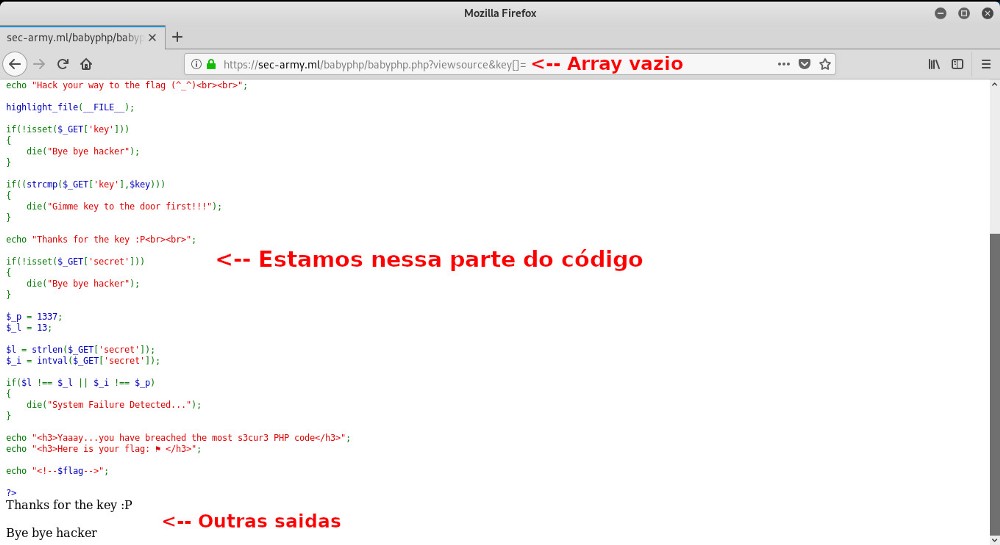 Mozilla Firefox
sec-army.ml/babyphp/baby
https://sec-army.ml/babyphp/babyphp.php?viewsource&key[]= <-- Array vazio
echo "Hack your way to the flag (^_^)<br><br>";
highlight_file(__FILE__);
if(!isset($_GET['key']))
{
die("Bye bye hacker");
}
if((strcmp($_GET['key'],$key)))
{
die("Gimme key to the door first!!!");
}
echo "Thanks for the key :P<br><br>";
<-- Estamos nessa parte do código
if(!isset($_GET['secret']))
{
die("Bye bye hacker");
}
$_p = 1337;
$_l = 13;
$l = strlen($_GET['secret']);
$_i = intval($_GET['secret']);
if($l !== $_l || $_i !== $_p)
{
die("System Failure Detected...");
}
echo "<h3>Yaaay...you have breached the most s3cur3 PHP code</h3>";
echo "<h3>Here is your flag: ⚑ </h3>";
echo "<!--$flag-->";
?>
Thanks for the key :P
<-- Outras saidas
Bye bye hacker